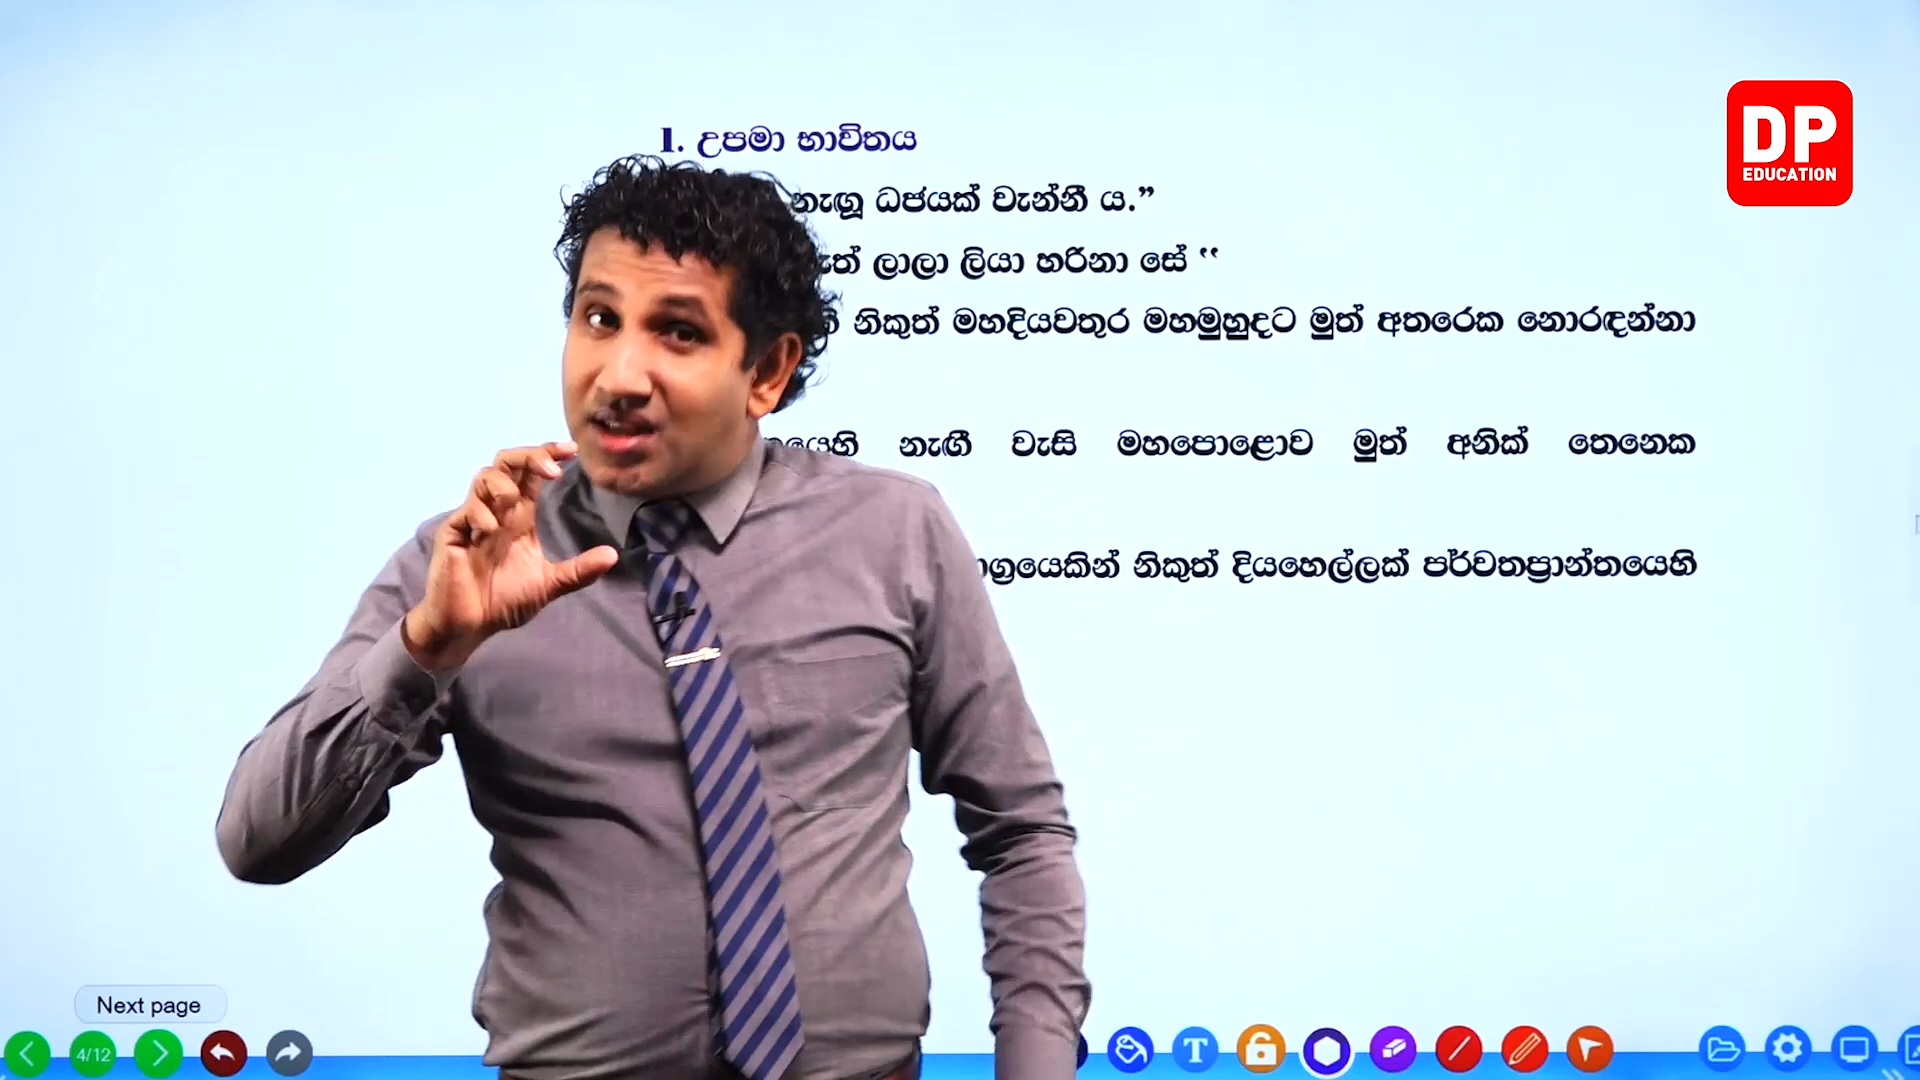 1. උපමා භාවිතය
නැඟූ ධජයක් වැන්නී ය.”
ලාලා ලියා හරිනා සේ “
නිකුත් මහදියවතුර මහමුහුදට මුත් අතරෙක නොරඳන්නා
නැඟී වැසි මහපොළොව මුත් අනික් තෙනෙක
නිකුත් දියහෙල්ලක් පර්වතප්‍රාන්තයෙහි
DP
EDUCATION
Next page
4/12
T